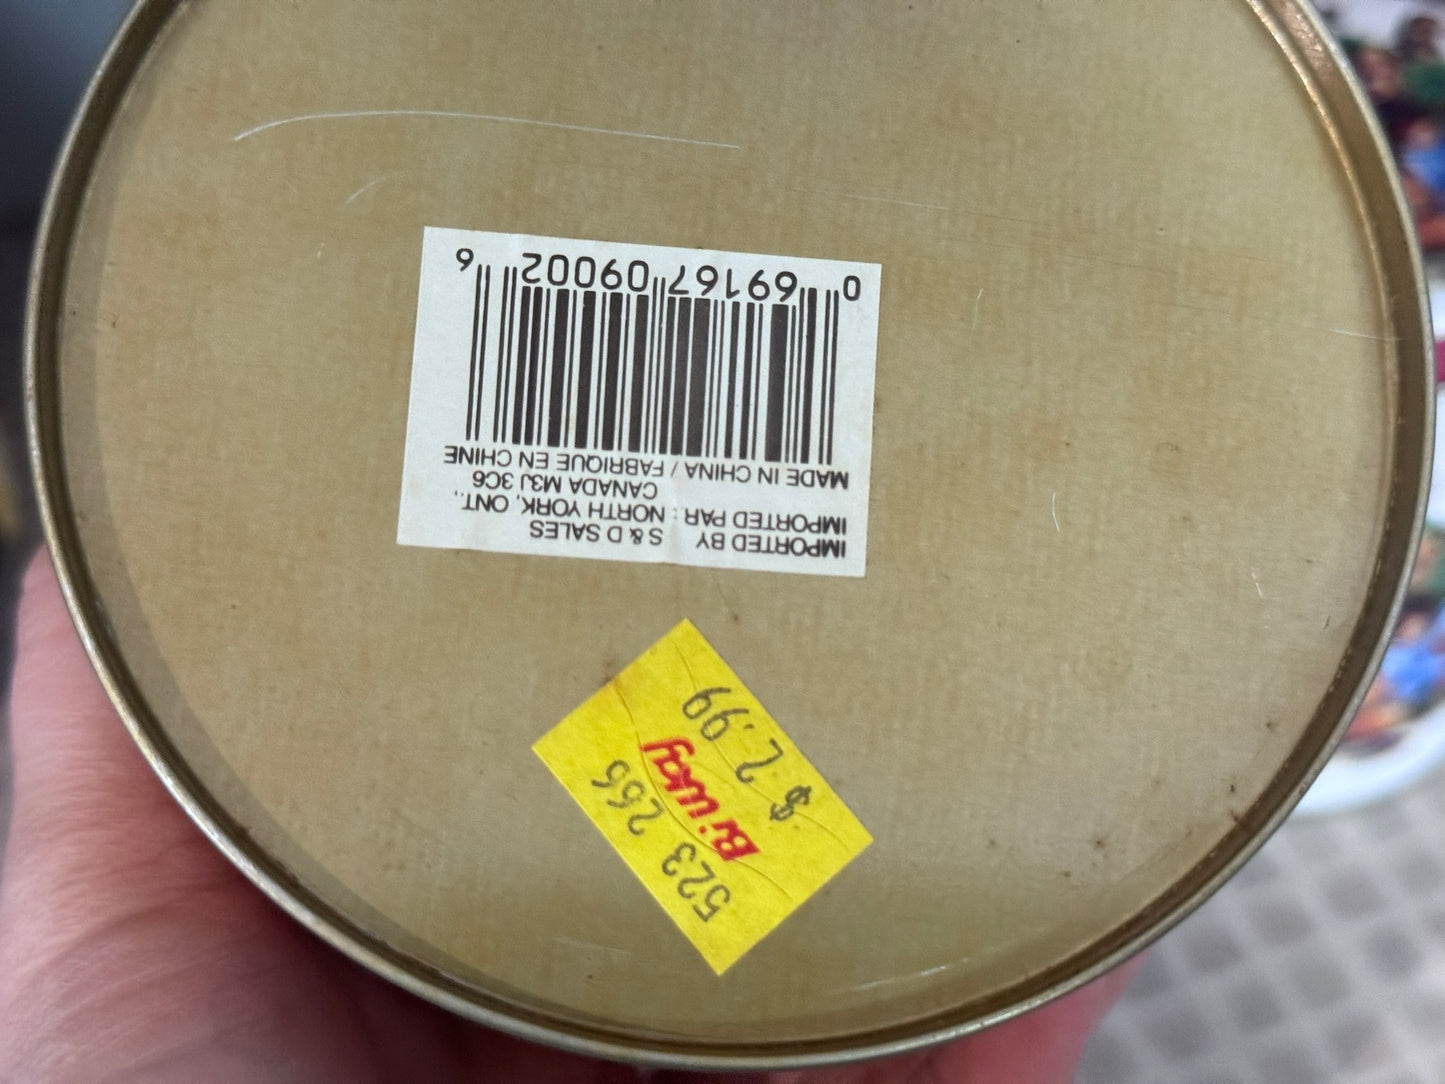 523 266
BiWay
$ 2.99
IMPORTED BY S & D SALES
IMPORTED PAR : NORTH YORK, ONT.,
CANADA M3J 3C6
MADE IN CHINA / FABRIQUE EN CHINE
0 69167 09002 6